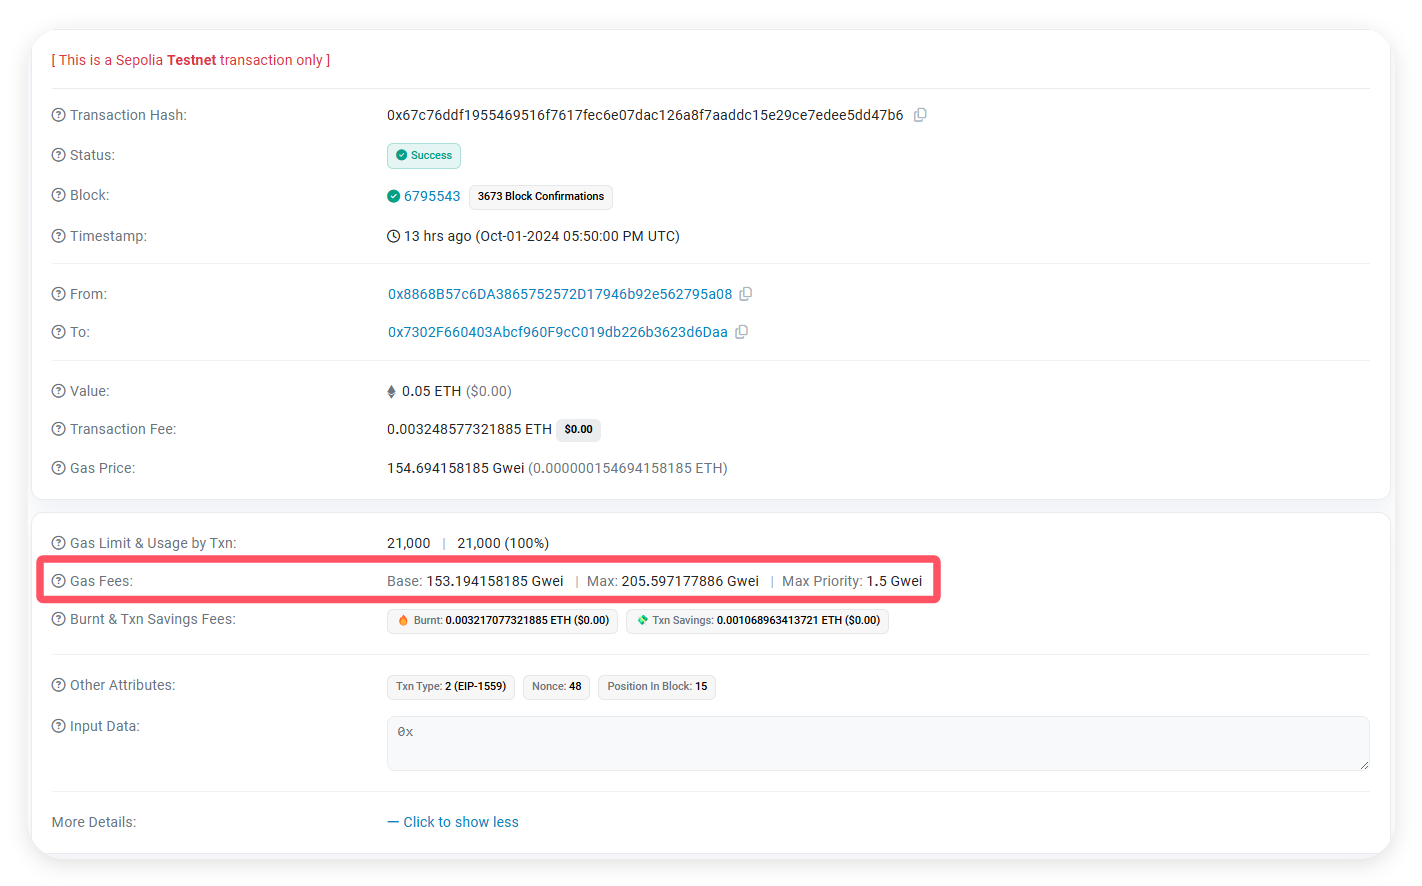 [ This is a Sepolia Testnet transaction only ]
Transaction Hash: 0x67c76ddf1955469516f7617fec6e07dac126a8f7aaddc15e29ce7edee5dd47b6
Status: Success
Block: 6795543 3673 Block Confirmations
Timestamp: 13 hrs ago (Oct-01-2024 05:50:00 PM UTC)
From: 0x8868B57c6DA3865752572D17946b92e562795a08
To: 0x7302F660403Abcf960F9cC019db226b3623d6Daa
Value: 0.05 ETH ($0.00)
Transaction Fee: 0.003248577321885 ETH $0.00
Gas Price: 154.694158185 Gwei (0.000000154694158185 ETH)
Gas Limit & Usage by Txn: 21,000 | 21,000 (100%)
Gas Fees: Base: 153.194158185 Gwei | Max: 205.597177886 Gwei | Max Priority: 1.5 Gwei
Burnt & Txn Savings Fees: Burnt: 0.003217077321885 ETH ($0.00) Txn Savings: 0.001068963413721 ETH ($0.00)
Other Attributes: Txn Type: 2 (EIP-1559) Nonce: 48 Position In Block: 15
Input Data: 0x
More Details: — Click to show less